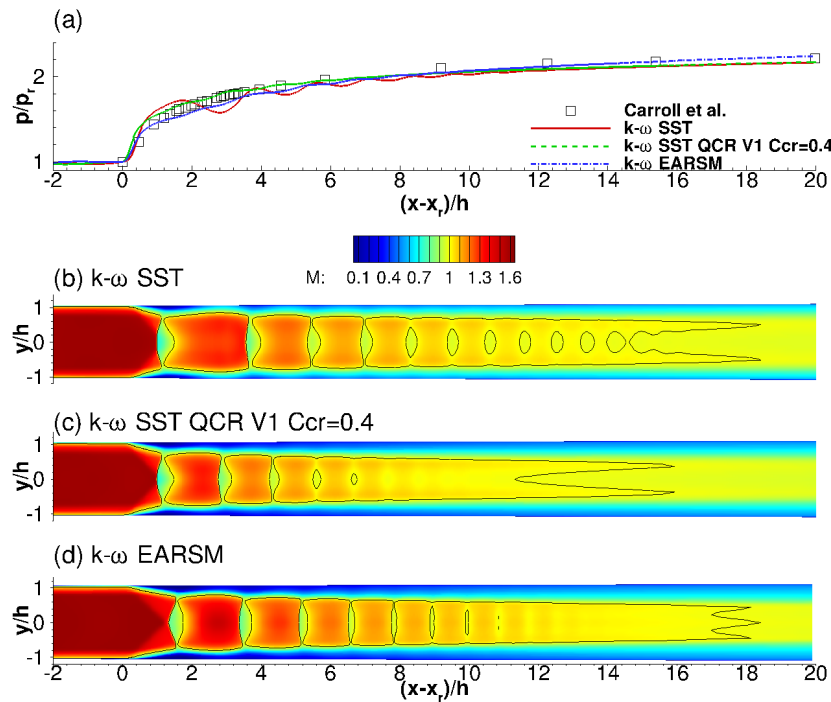 (a)
p/p_r
2
1
Carroll et al.
k-ω SST
k-ω SST QCR V1 Ccr=0.4
k-ω EARSM
-2 0 2 4 6 8 10 12 14 16 18 20
(x-x_r)/h
M: 0.1 0.4 0.7 1 1.3 1.6
(b) k-ω SST
y/h
1
0
-1
(c) k-ω SST QCR V1 Ccr=0.4
y/h
1
0
-1
(d) k-ω EARSM
y/h
1
0
-1
-2 0 2 4 6 8 10 12 14 16 18 20
(x-x_r)/h